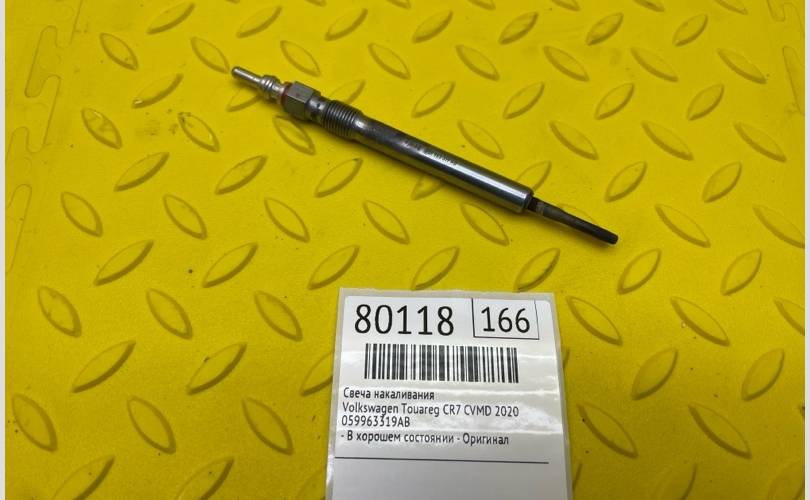 80118 166
Свеча накаливания
Volkswagen Touareg CR7 CVMD 2020
059963319AB
- В хорошем состоянии - Оригинал